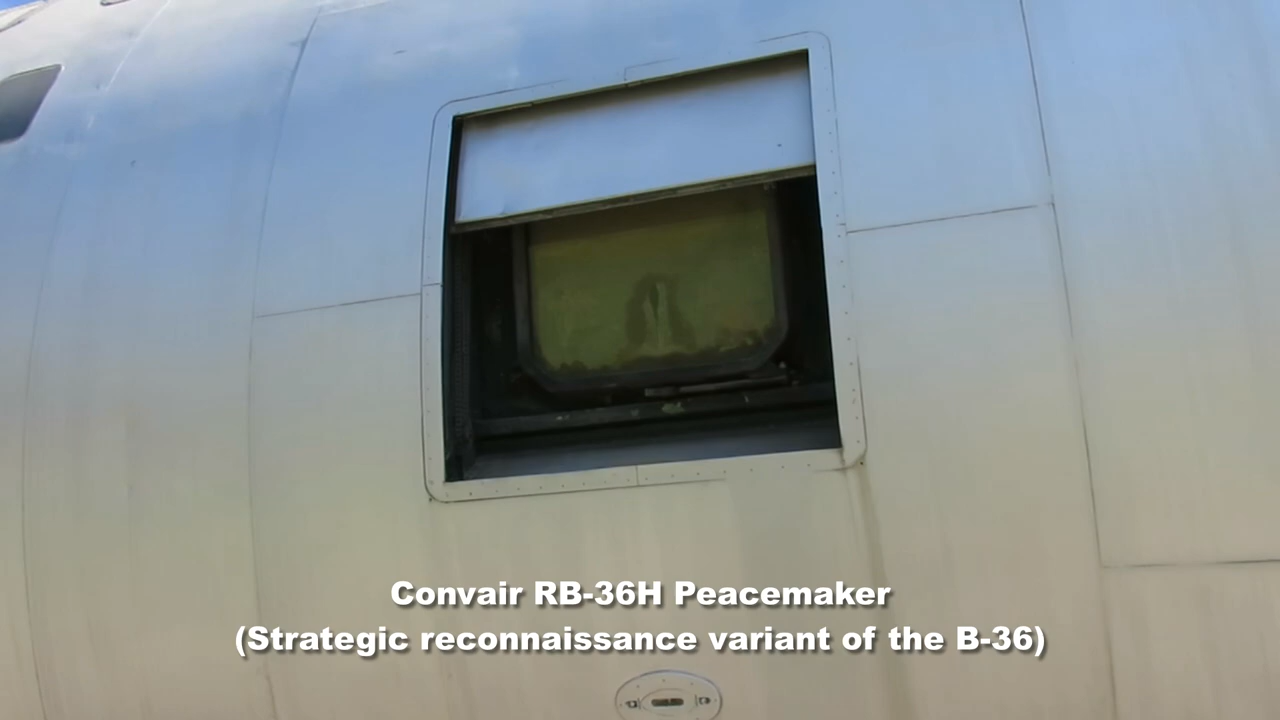 Convair RB-36H Peacemaker
(Strategic reconnaissance variant of the B-36)